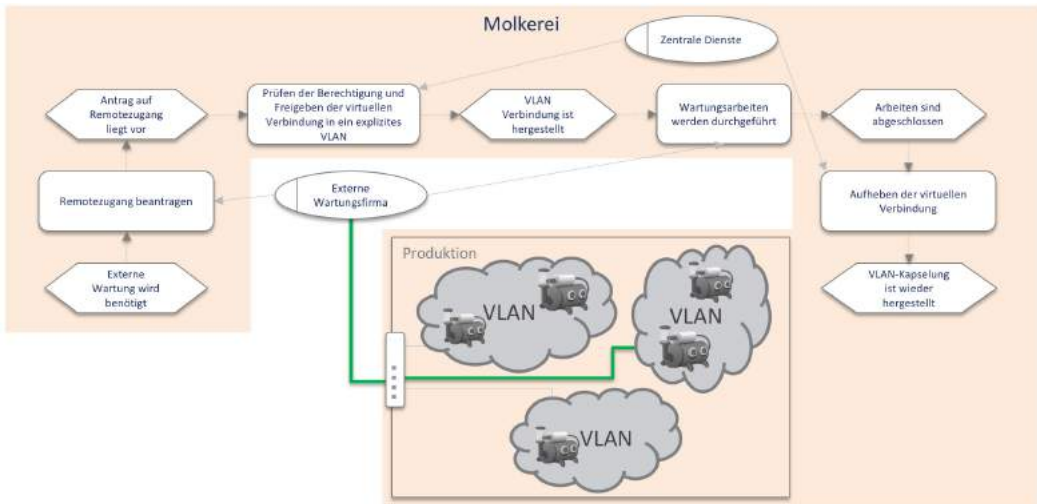 Molkerei
Zentrale Dienste
Antrag auf
Remotezugang
liegt vor
Prüfen der Berechtigung und
Freigeben der virtuellen
Verbindung in ein explizites
VLAN
VLAN
Verbindung ist
hergestellt
Wartungsarbeiten
werden durchgeführt
Arbeiten sind
abgeschlossen
Remotezugang beantragen
Externe
Wartungsfirma
Aufheben der virtuellen
Verbindung
Externe
Wartung wird
benötigt
Produktion
VLAN
VLAN
VLAN
VLAN-Kapselung
ist wieder
hergestellt